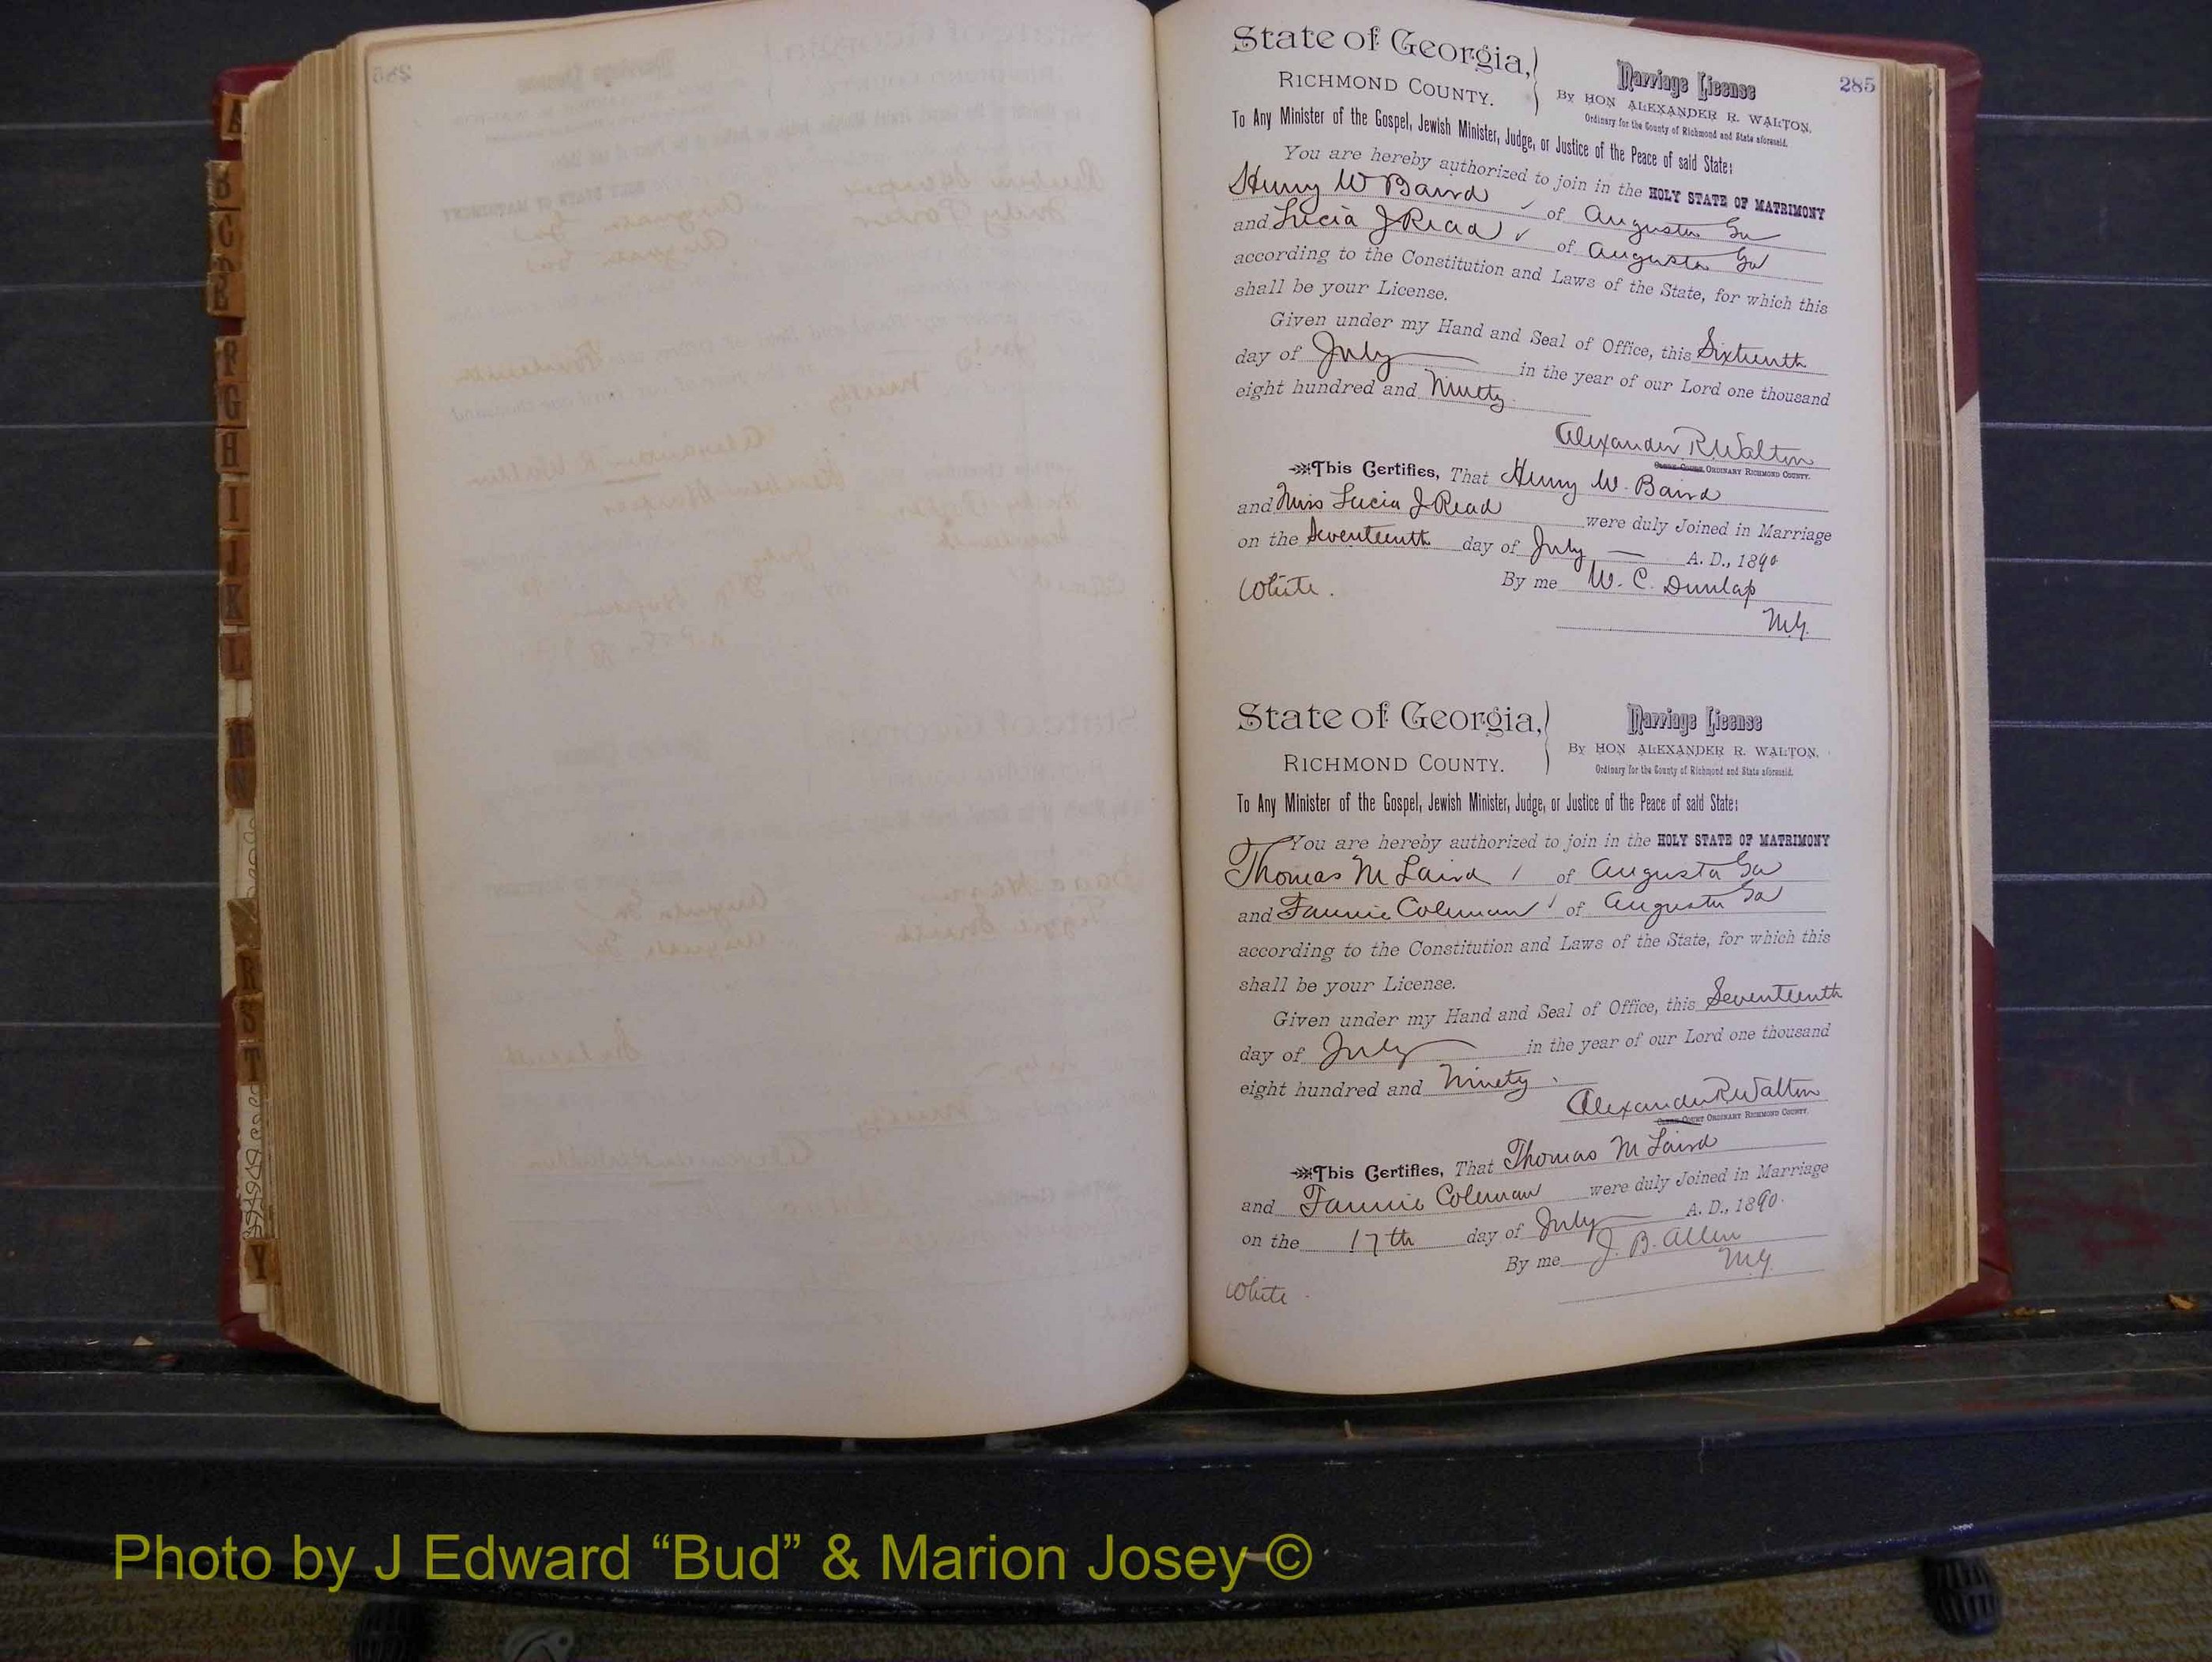 285
State of Georgia,
RICHMOND COUNTY.
Marriage License
By HON ALEXANDER R. WALTON,
Ordinary for the County of Richmond and State aforesaid.
To Any Minister of the Gospel, Jewish Minister, Judge, or Justice of the Peace of said State:
You are hereby authorized to join in the HOLY STATE OF MATRIMONY
Henry W Baird of Augusta Ga
and Lucia J Read of Augusta Ga
according to the Constitution and Laws of the State, for which this
shall be your License.
Given under my Hand and Seal of Office, this Sixteenth
day of July in the year of our Lord one thousand
eight hundred and Ninety.
Alexander R. Walton
ORDINARY RICHMOND COUNTY.
This Certifies, That Henry W. Baird
and Miss Lucia J Read were duly Joined in Marriage
on the Seventeenth day of July A. D., 1890
By me W. C. Dunlap
White. M.G.
State of Georgia,
RICHMOND COUNTY.
Marriage License
By HON ALEXANDER R. WALTON,
Ordinary for the County of Richmond and State aforesaid.
To Any Minister of the Gospel, Jewish Minister, Judge, or Justice of the Peace of said State:
You are hereby authorized to join in the HOLY STATE OF MATRIMONY
Thomas M Laird of Augusta Ga
and Fannie Coleman of Augusta Ga
according to the Constitution and Laws of the State, for which this
shall be your License.
Given under my Hand and Seal of Office, this Seventeenth
day of July in the year of our Lord one thousand
eight hundred and Ninety.
Alexander R Walton
ORDINARY RICHMOND COUNTY.
This Certifies, That Thomas M Laird
and Fannie Coleman were duly Joined in Marriage
on the 17th day of July A. D., 1890.
By me J. B. Allen
M.G.
White
A
B
C
F
G
H
I
J
K
L
N
R
S
T
Y
Photo by J Edward “Bud” & Marion Josey ©